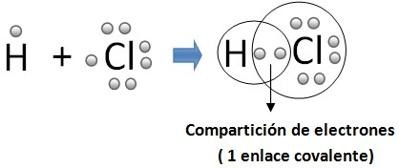 H + Cl H Cl
Compartición de electrones
( 1 enlace covalente)